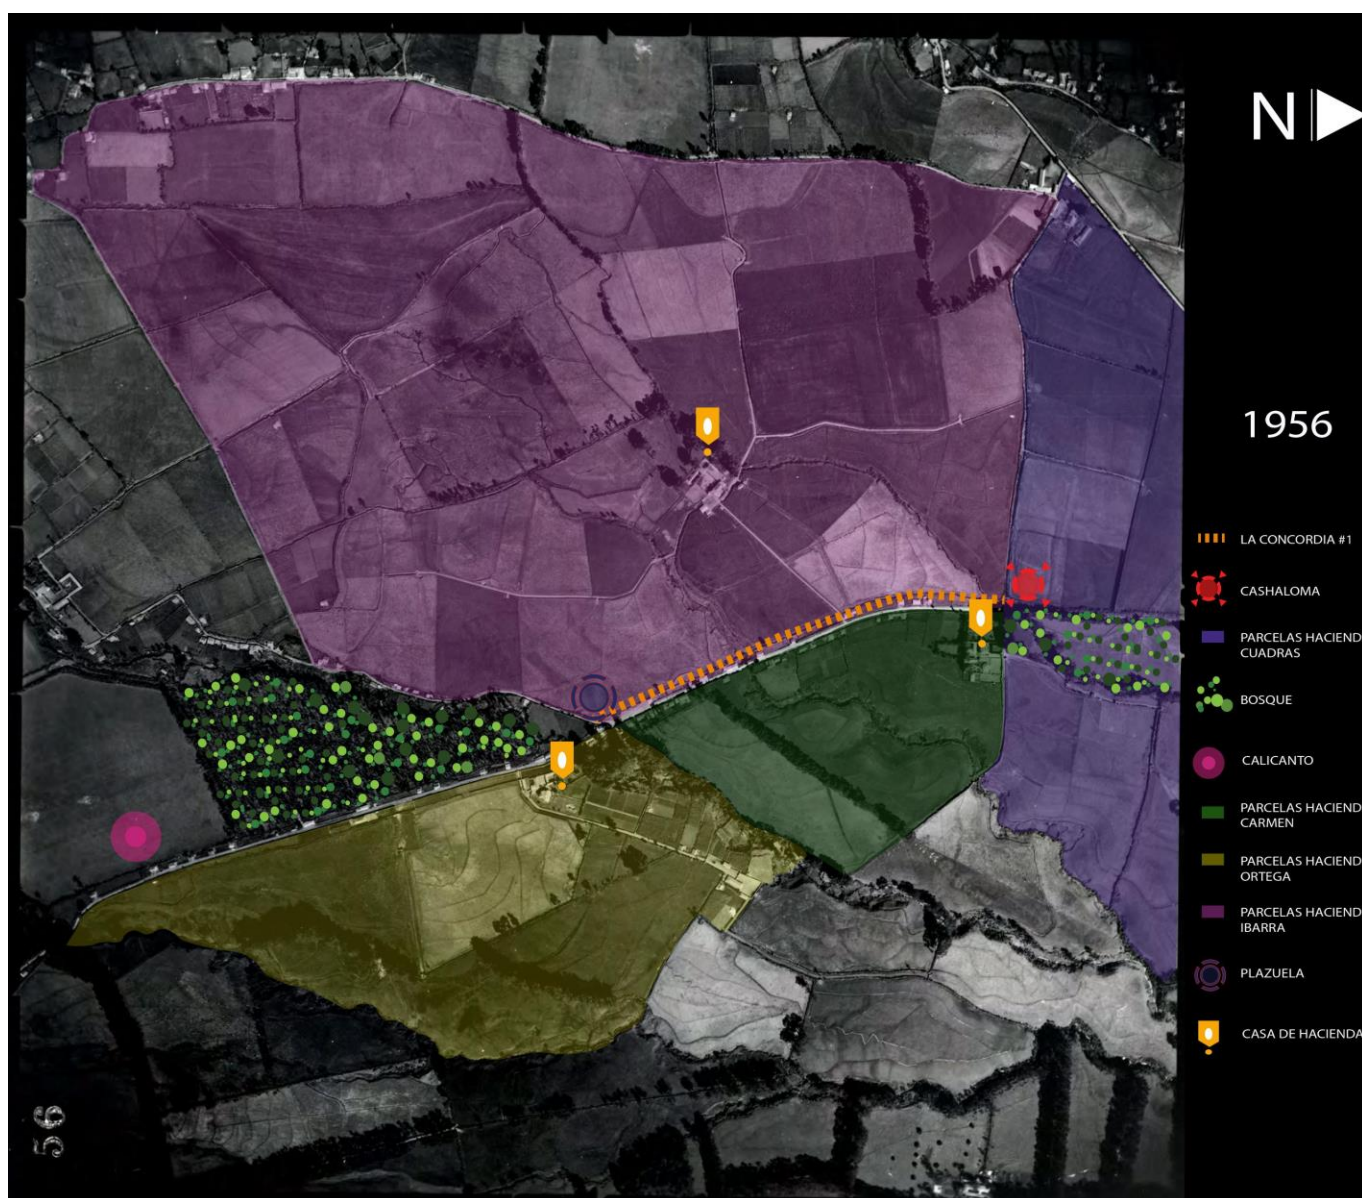 N
1956
LA CONCORDIA #1
CASHALOMA
PARCELAS HACIEND
CUADRAS
BOSQUE
CALICANTO
PARCELAS HACIEND
CARMEN
PARCELAS HACIEND
ORTEGA
PARCELAS HACIEND
IBARRA
PLAZUELA
CASA DE HACIENDA
56